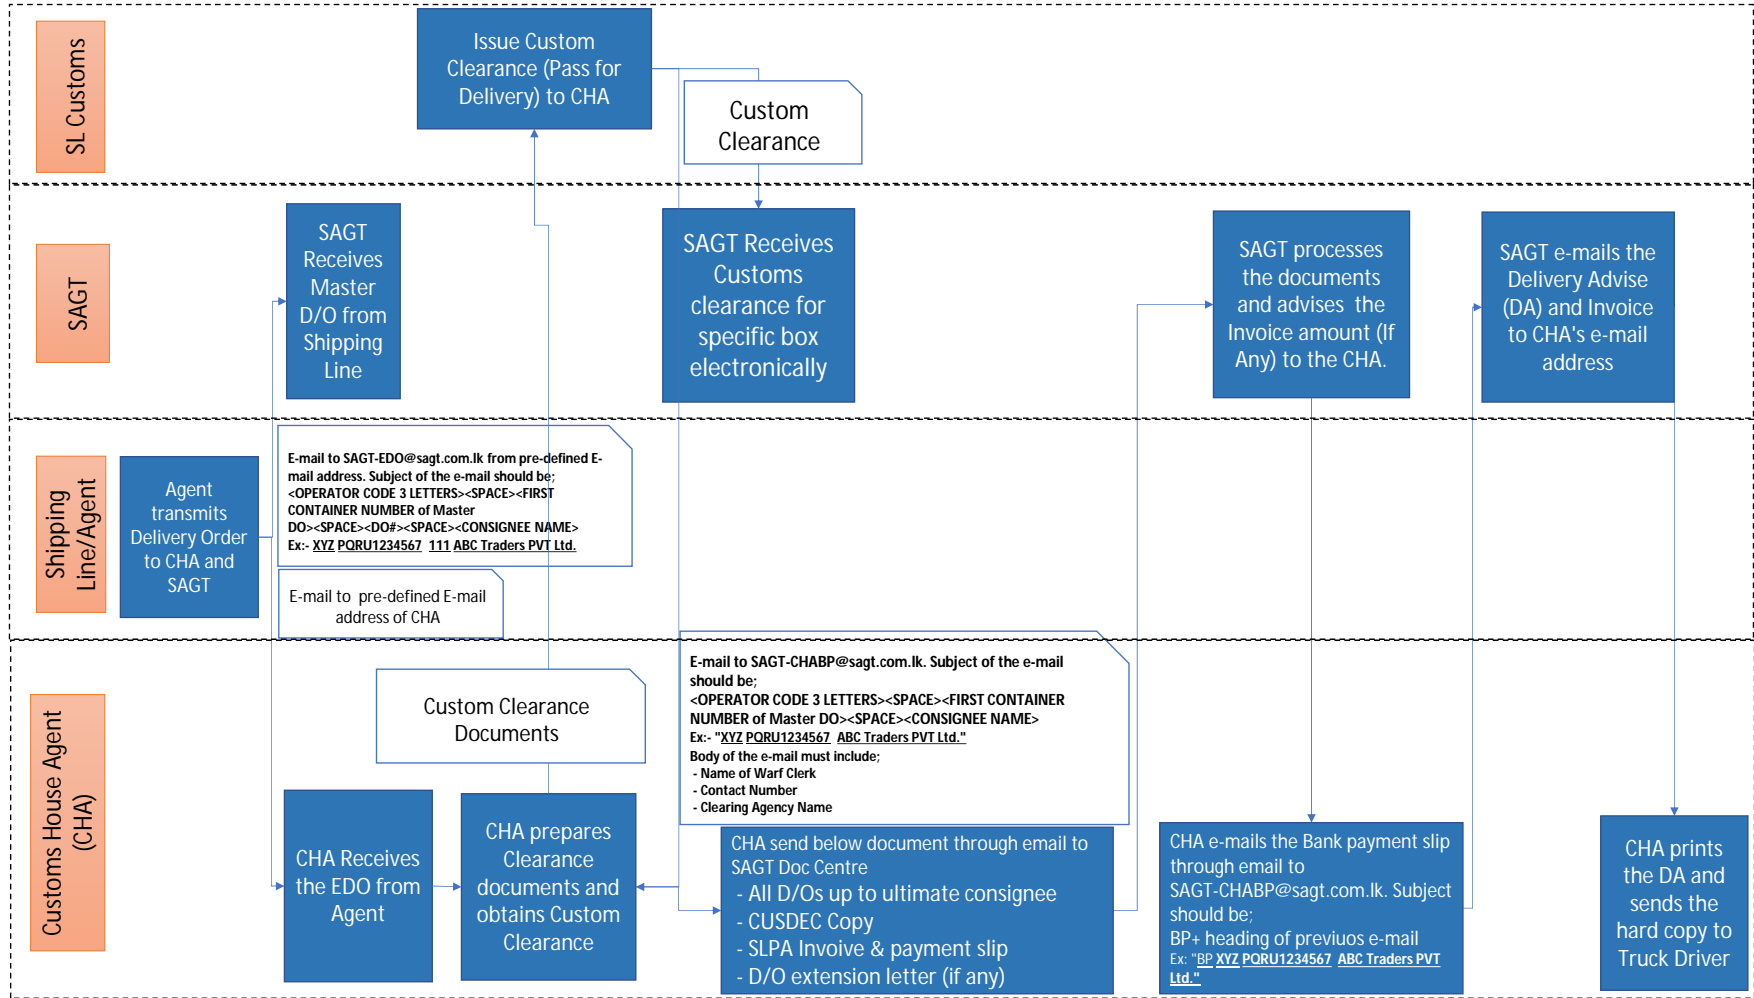 SL Customs
Issue Custom
Clearance (Pass for
Delivery) to CHA
Custom
Clearance
SAGT
SAGT
Receives
Master
D/O from
Shipping
Line
SAGT Receives
Customs
clearance for
specific box
electronically
SAGT processes
the documents
and advises the
Invoice amount (If
Any) to the CHA.
SAGT e-mails the
Delivery Advise
(DA) and Invoice
to CHA's e-mail
address
Shipping
Line/Agent
Agent
transmits
Delivery Order
to CHA and
SAGT
E-mail to SAGT-EDO@sagt.com.lk from pre-defined E-
mail address. Subject of the e-mail should be;
<OPERATOR CODE 3 LETTERS><SPACE><FIRST
CONTAINER NUMBER of Master
DO><SPACE><DO#><SPACE><CONSIGNEE NAME>
Ex:- XYZ PQRU1234567 111 ABC Traders PVT Ltd.
E-mail to pre-defined E-mail
address of CHA
Customs House Agent
(CHA)
Custom Clearance
Documents
E-mail to SAGT-CHABP@sagt.com.lk. Subject of the e-mail
should be;
<OPERATOR CODE 3 LETTERS><SPACE><FIRST CONTAINER
NUMBER of Master DO><SPACE><CONSIGNEE NAME>
Ex:- "XYZ PQRU1234567 ABC Traders PVT Ltd."
Body of the e-mail must include;
- Name of Warf Clerk
- Contact Number
- Clearing Agency Name
CHA Receives
the EDO from
Agent
CHA prepares
Clearance
documents and
obtains Custom
Clearance
CHA send below document through email to
SAGT Doc Centre
- All D/Os up to ultimate consignee
- CUSDEC Copy
- SLPA Invoive & payment slip
- D/O extension letter (if any)
CHA e-mails the Bank payment slip
through email to
SAGT-CHABP@sagt.com.lk. Subject
should be;
BP+ heading of previuos e-mail
Ex: "BP XYZ PQRU1234567 ABC Traders PVT
Ltd."
CHA prints
the DA and
sends the
hard copy to
Truck Driver